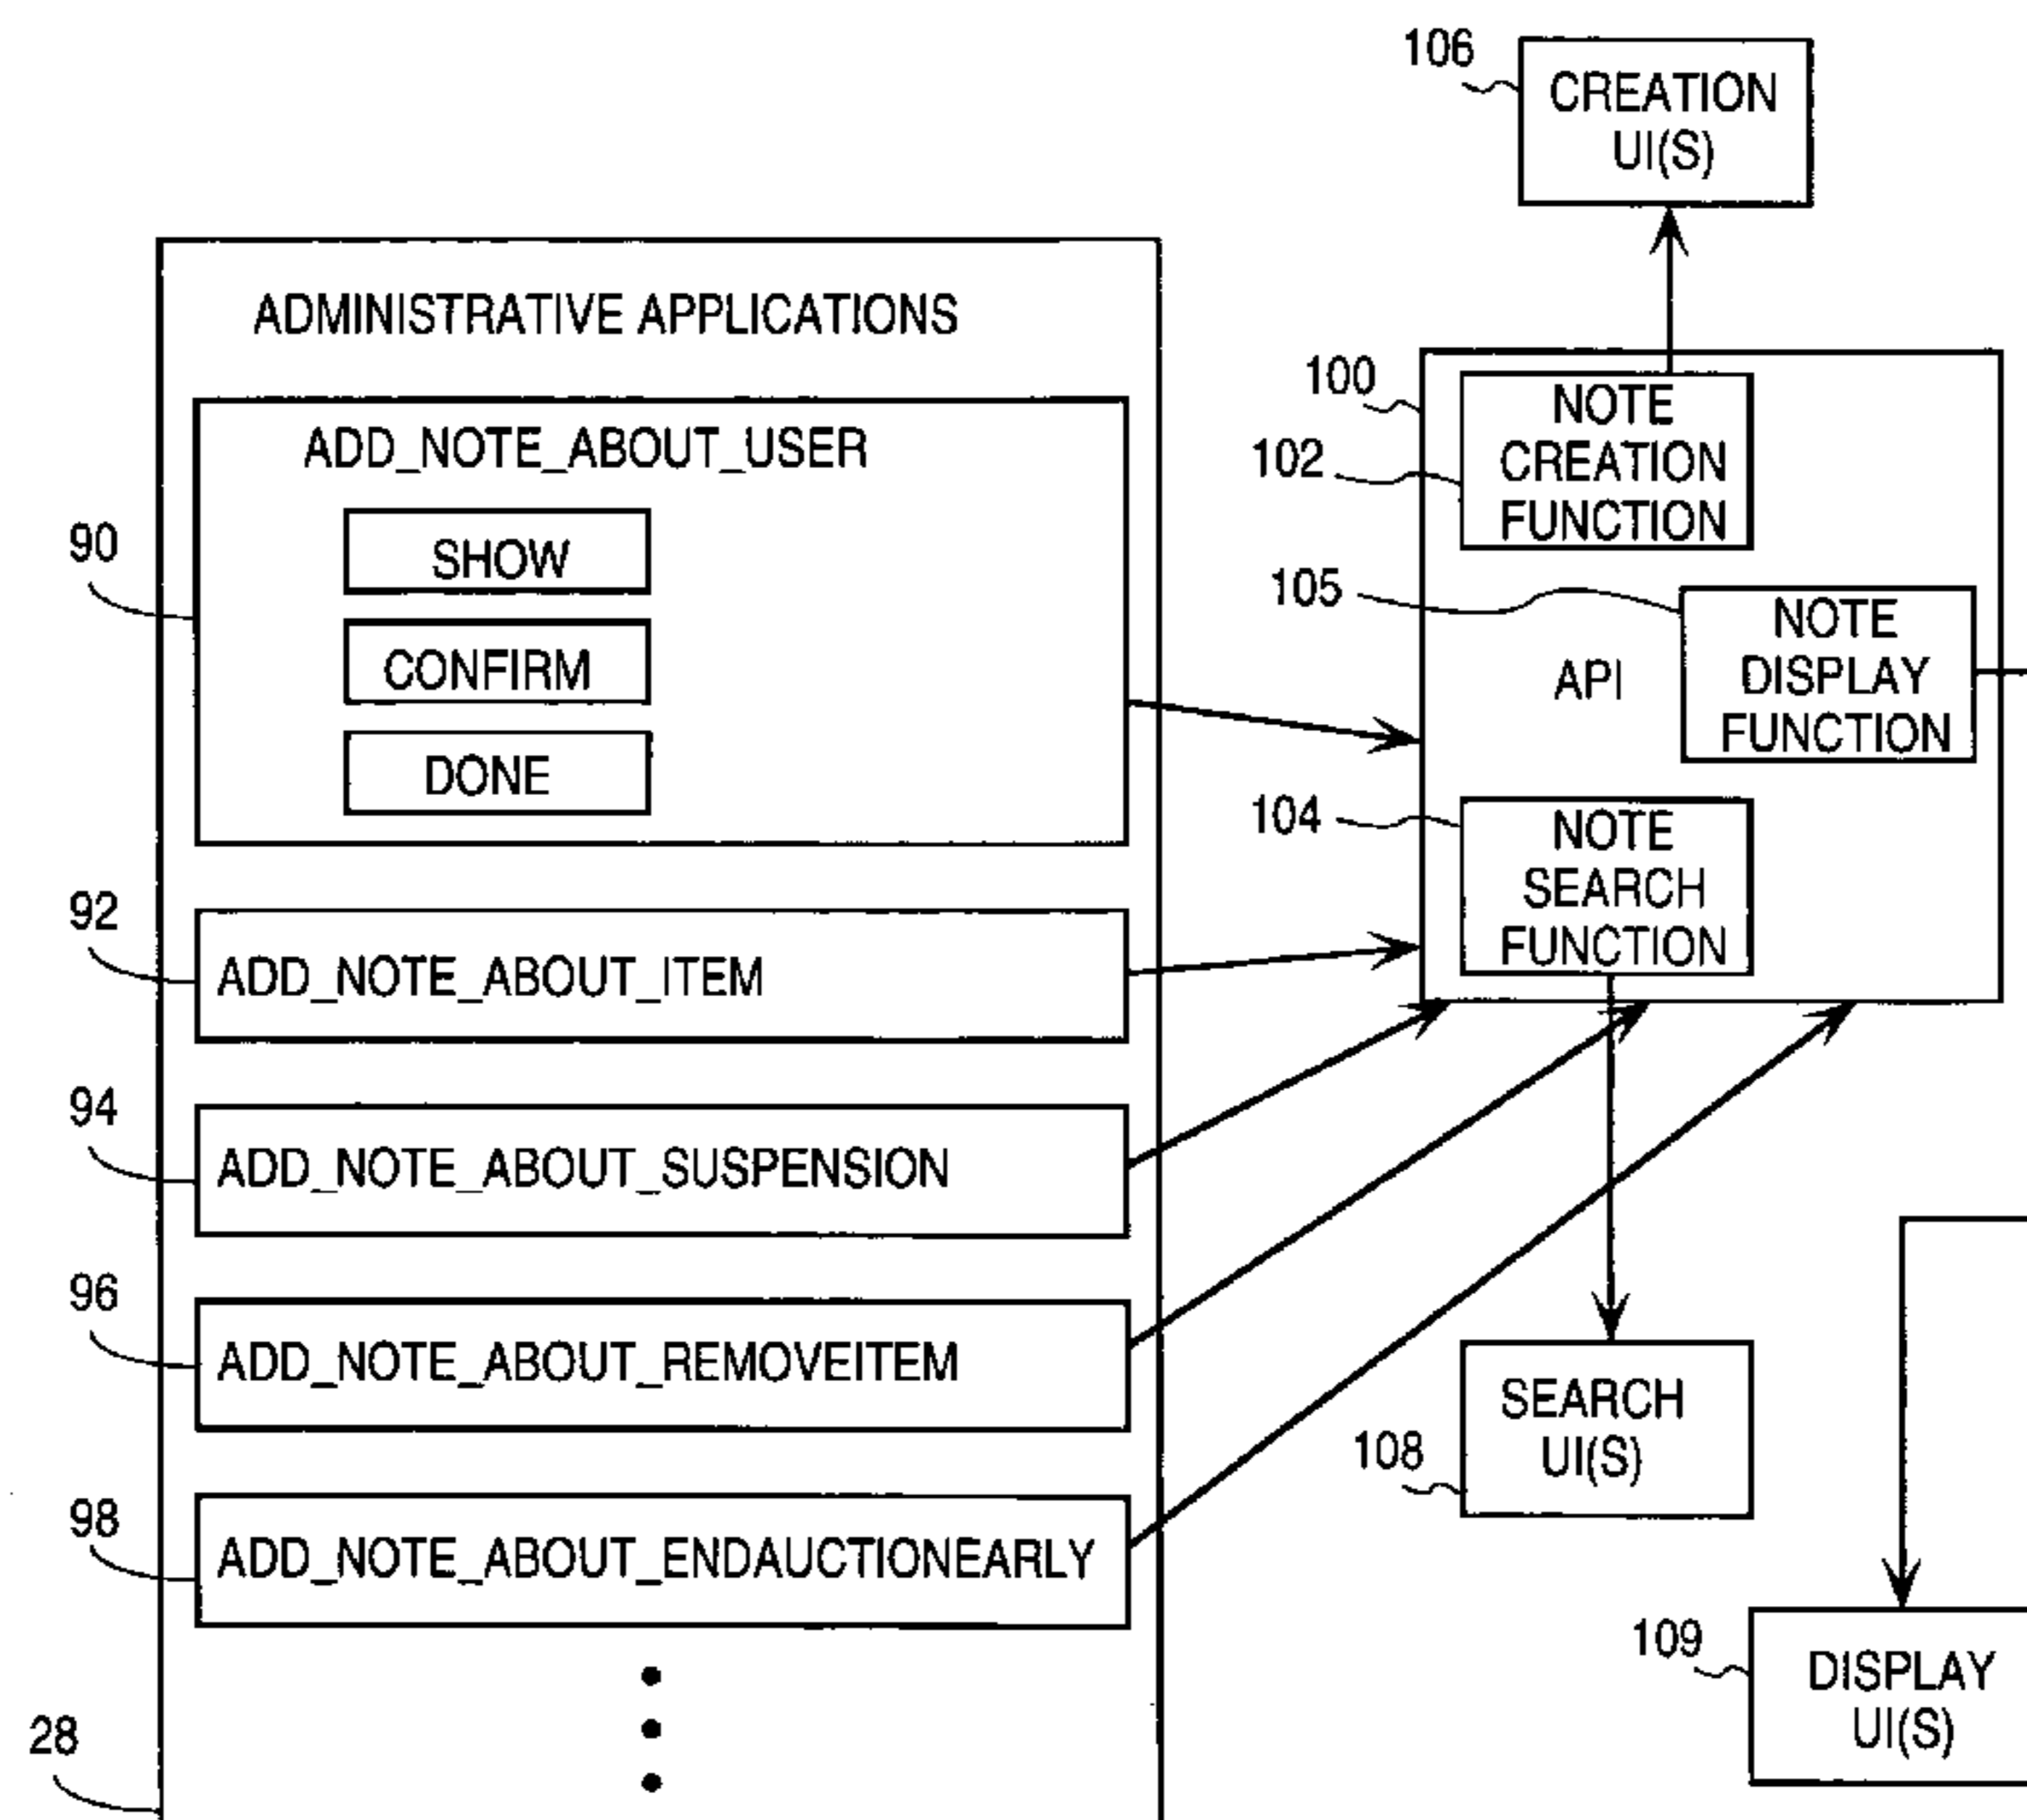 106
CREATION
UI(S)
ADMINISTRATIVE APPLICATIONS
ADD_NOTE_ABOUT_USER
SHOW
CONFIRM
DONE
90
92
ADD_NOTE_ABOUT_ITEM
94
ADD_NOTE_ABOUT_SUSPENSION
96
ADD_NOTE_ABOUT_REMOVEITEM
98
ADD_NOTE_ABOUT_ENDAUCTIONEARLY
28
100
102
NOTE
CREATION
FUNCTION
105
API
NOTE
DISPLAY
FUNCTION
104
NOTE
SEARCH
FUNCTION
108
SEARCH
UI(S)
109
DISPLAY
UI(S)